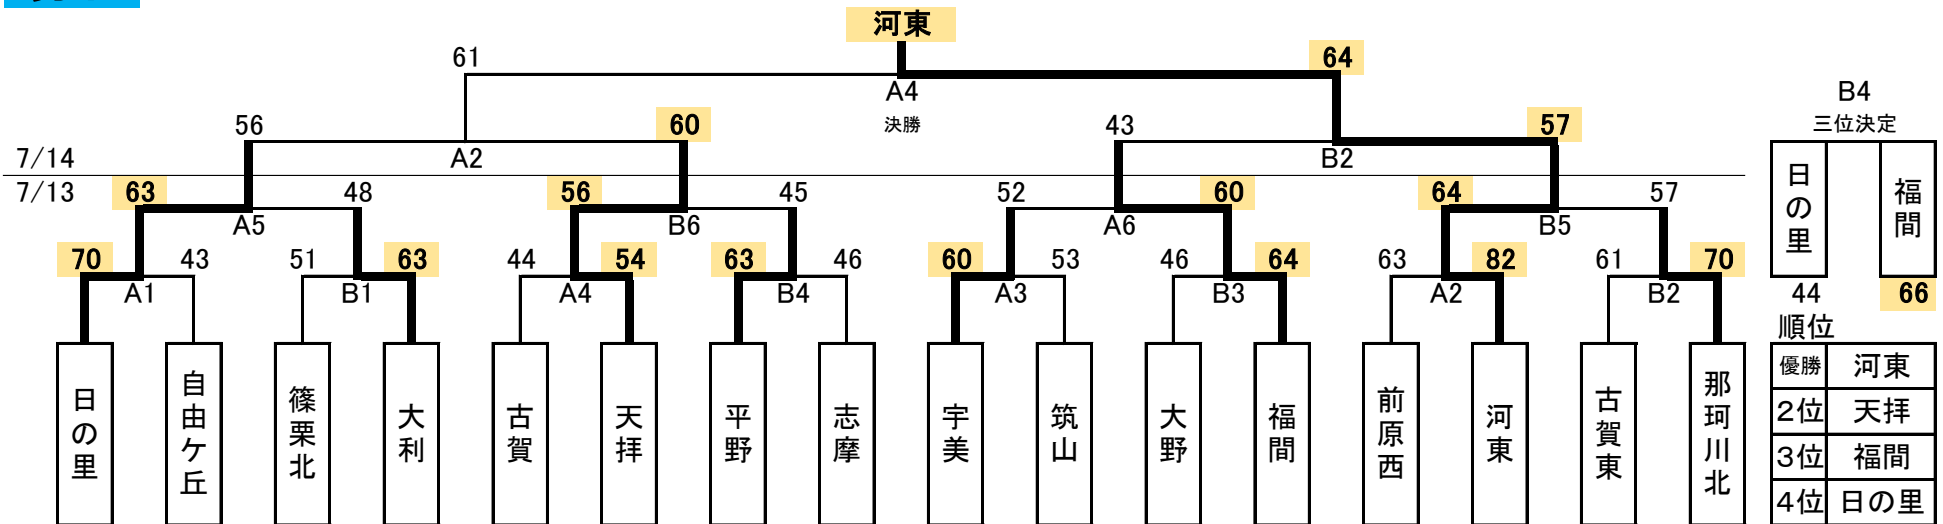 河東
61
64
A4
決勝
56
60
43
57
7/14
A2
B2
7/13
63
48
56
45
52
60
64
57
A5
B6
A6
B5
70
43
51
63
44
54
63
46
60
53
46
64
63
82
61
70
A1
B1
A4
B4
A3
B3
A2
B2
日の里
自由ケ丘
篠栗北
大利
古賀
天拝
平野
志摩
宇美
筑山
大野
福間
前原西
河東
古賀東
那珂川北
B4
三位決定
日の里
福間
44
66
順位
優勝 河東
2位 天拝
3位 福間
4位 日の里